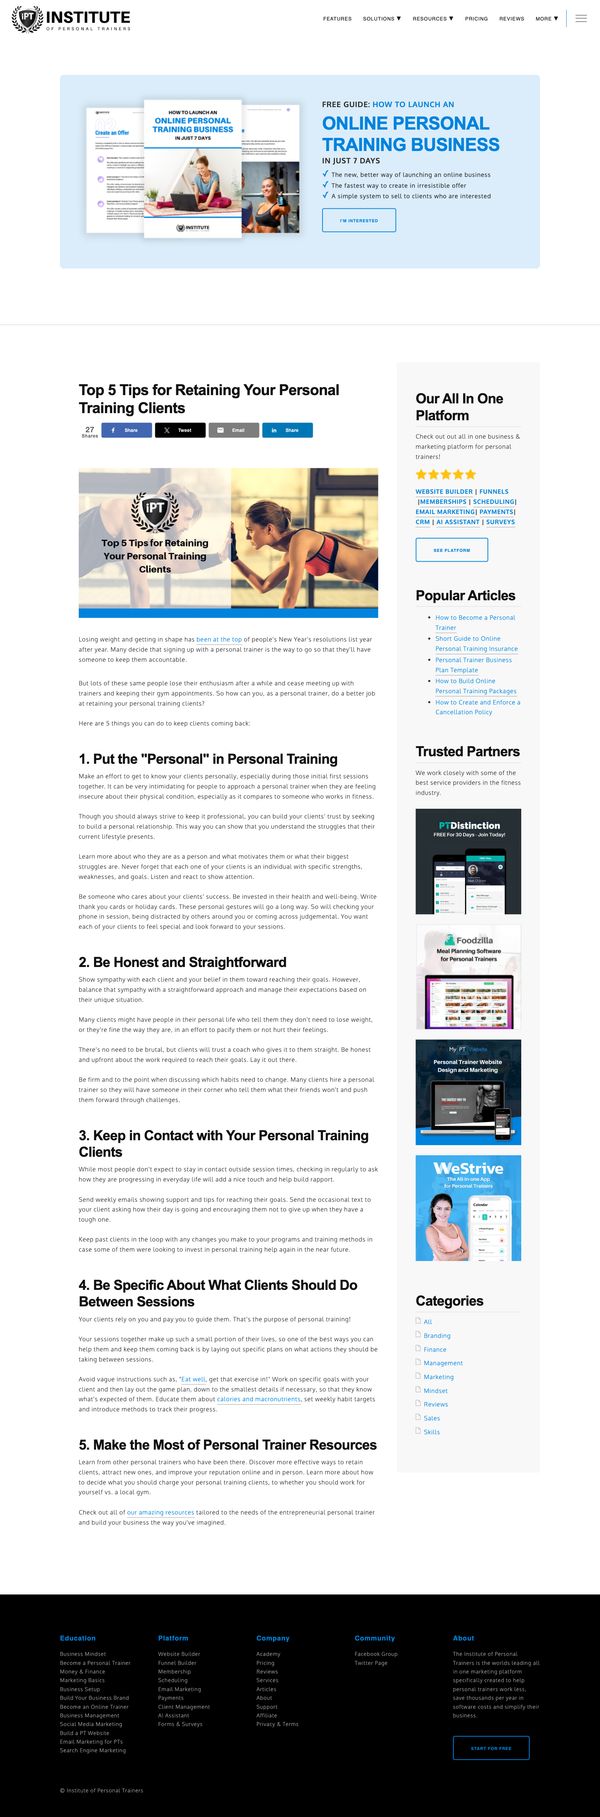 iPT INSTITUTE
OF PERSONAL TRAINERS
FEATURES SOLUTIONS ▼ RESOURCES ▼ PRICING REVIEWS MORE ▼
INSTITUTE
Create an Offer
HOW TO LAUNCH AN
ONLINE PERSONAL
TRAINING BUSINESS
IN JUST 7 DAYS
INSTITUTE
FREE GUIDE: HOW TO LAUNCH AN
ONLINE PERSONAL
TRAINING BUSINESS
IN JUST 7 DAYS
✓ The new, better way of launching an online business
✓ The fastest way to create in irresistible offer
✓ A simple system to sell to clients who are interested
I'M INTERESTED
Top 5 Tips for Retaining Your Personal
Training Clients
27
Shares
Share
Tweet
Email
Share
iPT
Top 5 Tips for Retaining
Your Personal Training
Clients
Losing weight and getting in shape has been at the top of people's New Year's resolutions list year
after year. Many decide that signing up with a personal trainer is the way to go so that they'll have
someone to keep them accountable.
But lots of these same people lose their enthusiasm after a while and cease meeting up with
trainers and keeping their gym appointments. So how can you, as a personal trainer, do a better job
at retaining your personal training clients?
Here are 5 things you can do to keep clients coming back:
1. Put the "Personal" in Personal Training
Make an effort to get to know your clients personally, especially during those initial first sessions
together. It can be very intimidating for people to approach a personal trainer when they are feeling
insecure about their physical condition, especially as it compares to someone who works in fitness.
Though you should always strive to keep it professional, you can build your clients' trust by seeking
to build a personal relationship. This way you can show that you understand the struggles that their
current lifestyle presents.
Learn more about who they are as a person and what motivates them or what their biggest
struggles are. Never forget that each one of your clients is an individual with specific strengths,
weaknesses, and goals. Listen and react to show attention.
Be someone who cares about your clients' success. Be invested in their health and well-being. Write
thank you cards or holiday cards. These personal gestures will go a long way. So will checking your
phone in session, being distracted by others around you or coming across judgemental. You want
each of your clients to feel special and look forward to your sessions.
2. Be Honest and Straightforward
Show sympathy with each client and your belief in them toward reaching their goals. However,
balance that sympathy with a straightforward approach and manage their expectations based on
their unique situation.
Many clients might have people in their personal life who tell them they don't need to lose weight,
or they're fine the way they are, in an effort to pacify them or not hurt their feelings.
There's no need to be brutal, but clients will trust a coach who gives it to them straight. Be honest
and upfront about the work required to reach their goals. Lay it out there.
Be firm and to the point when discussing which habits need to change. Many clients hire a personal
trainer so they will have someone in their corner who tell them what their friends won't and push
them forward through challenges.
3. Keep in Contact with Your Personal Training
Clients
While most people don't expect to stay in contact outside session times, checking in regularly to ask
how they are progressing in everyday life will add a nice touch and help build rapport.
Send weekly emails showing support and tips for reaching their goals. Send the occasional text to
your client asking how their day is going and encouraging them not to give up when they have a
tough one.
Keep past clients in the loop with any changes you make to your programs and training methods in
case some of them were looking to invest in personal training help again in the near future.
4. Be Specific About What Clients Should Do
Between Sessions
Your clients rely on you and pay you to guide them. That's the purpose of personal training!
Your sessions together make up such a small portion of their lives, so one of the best ways you can
help them and keep them coming back is by laying out specific plans on what actions they should be
taking between sessions.
Avoid vague instructions such as, "Eat well, get that exercise in!" Work on specific goals with your
client and then lay out the game plan, down to the smallest details if necessary, so that they know
what's expected of them. Educate them about calories and macronutrients, set weekly habit targets
and introduce methods to track their progress.
5. Make the Most of Personal Trainer Resources
Learn from other personal trainers who have been there. Discover more effective ways to retain
clients, attract new ones, and improve your reputation online and in person. Learn more about how
to decide what you should charge your personal training clients, to whether you should work for
yourself vs. a local gym.
Check out all of our amazing resources tailored to the needs of the entrepreneurial personal trainer
and build your business the way you've imagined.
Our All In One
Platform
Check out out all in one business &
marketing platform for personal
trainers!
WEBSITE BUILDER | FUNNELS
|MEMBERSHIPS | SCHEDULING|
EMAIL MARKETING| PAYMENTS|
CRM | AI ASSISTANT | SURVEYS
SEE PLATFORM
Popular Articles
How to Become a Personal
Trainer
Short Guide to Online
Personal Training Insurance
Personal Trainer Business
Plan Template
How to Build Online
Personal Training Packages
How to Create and Enforce a
Cancellation Policy
Trusted Partners
We work closely with some of the
best service providers in the fitness
industry.
PTDistinction
FREE For 30 Days - Join Today!
Foodzilla
Meal Planning Software
for Personal Trainers
My PT Website
Personal Trainer Website
Design and Marketing
WeStrive
The All in One App
for Personal Trainers
Calendar
Categories
All
Branding
Finance
Management
Marketing
Mindset
Reviews
Sales
Skills
Education
Business Mindset
Become a Personal Trainer
Money & Finance
Marketing Basics
Business Setup
Build Your Business Brand
Become an Online Trainer
Business Management
Social Media Marketing
Build a PT Website
Email Marketing for PTs
Search Engine Marketing
Platform
Website Builder
Funnel Builder
Membership
Scheduling
Email Marketing
Payments
Client Management
AI Assistant
Forms & Surveys
Company
Academy
Pricing
Reviews
Services
Articles
About
Support
Affiliate
Privacy & Terms
Community
Facebook Group
Twitter Page
About
The Institute of Personal
Trainers is the worlds leading all
in one marketing platform
specifically created to help
personal trainers work less,
save thousands per year in
software costs and simplify their
business.
START FOR FREE
© Institute of Personal Trainers